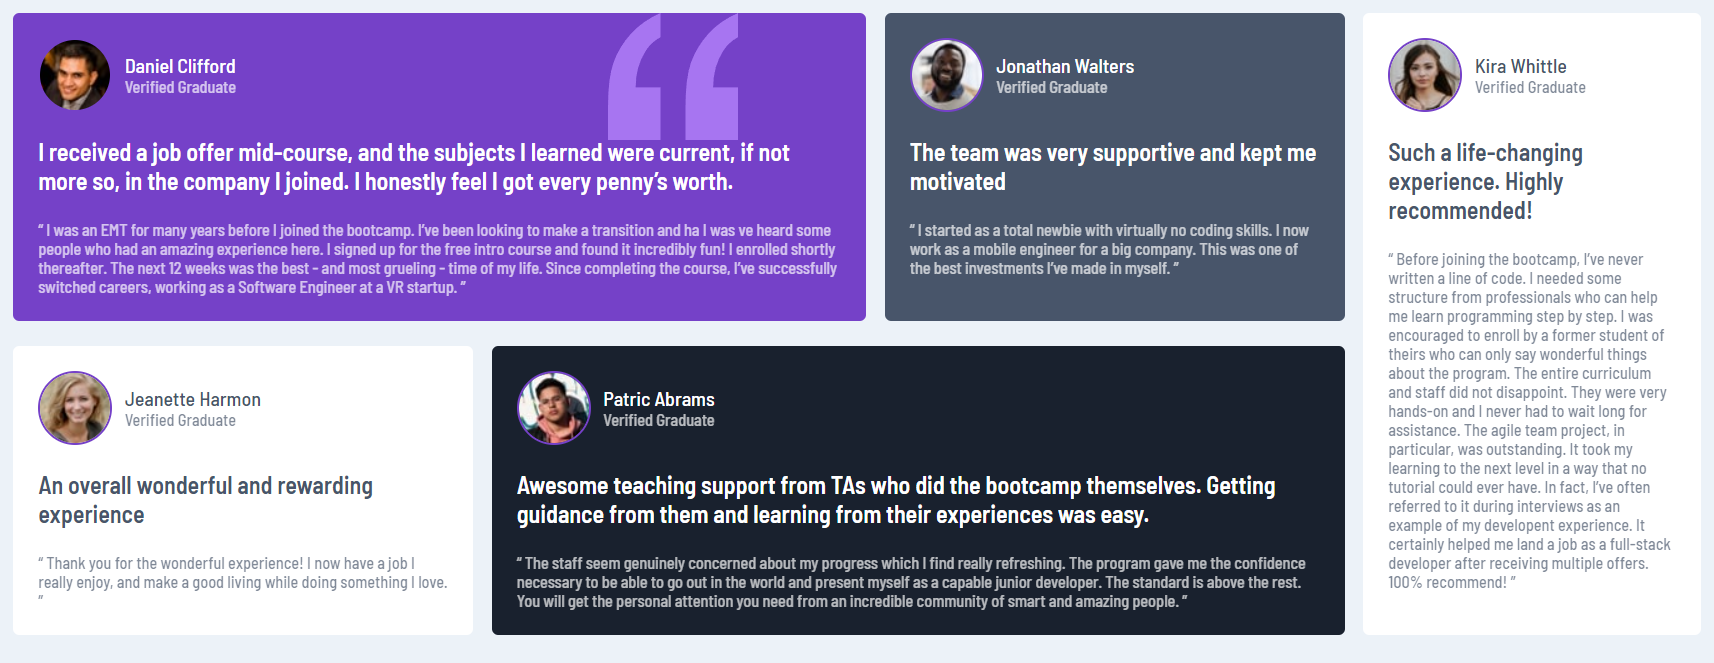 Daniel Clifford
Verified Graduate
I received a job offer mid-course, and the subjects I learned were current, if not
more so, in the company I joined. I honestly feel I got every penny’s worth.
“ I was an EMT for many years before I joined the bootcamp. I’ve been looking to make a transition and ha I was ve heard some
people who had an amazing experience here. I signed up for the free intro course and found it incredibly fun! I enrolled shortly
thereafter. The next 12 weeks was the best - and most grueling - time of my life. Since completing the course, I’ve successfully
switched careers, working as a Software Engineer at a VR startup. ”
Jonathan Walters
Verified Graduate
The team was very supportive and kept me
motivated
“ I started as a total newbie with virtually no coding skills. I now
work as a mobile engineer for a big company. This was one of
the best investments I’ve made in myself. ”
Kira Whittle
Verified Graduate
Such a life-changing
experience. Highly
recommended!
“ Before joining the bootcamp, I’ve never
written a line of code. I needed some
structure from professionals who can help
me learn programming step by step. I was
encouraged to enroll by a former student of
theirs who can only say wonderful things
about the program. The entire curriculum
and staff did not disappoint. They were very
hands-on and I never had to wait long for
assistance. The agile team project, in
particular, was outstanding. It took my
learning to the next level in a way that no
tutorial could ever have. In fact, I’ve often
referred to it during interviews as an
example of my developent experience. It
certainly helped me land a job as a full-stack
developer after receiving multiple offers.
100% recommend! ”
Jeanette Harmon
Verified Graduate
An overall wonderful and rewarding
experience
“ Thank you for the wonderful experience! I now have a job I
really enjoy, and make a good living while doing something I love.
”
Patric Abrams
Verified Graduate
Awesome teaching support from TAs who did the bootcamp themselves. Getting
guidance from them and learning from their experiences was easy.
“ The staff seem genuinely concerned about my progress which I find really refreshing. The program gave me the confidence
necessary to be able to go out in the world and present myself as a capable junior developer. The standard is above the rest.
You will get the personal attention you need from an incredible community of smart and amazing people. ”